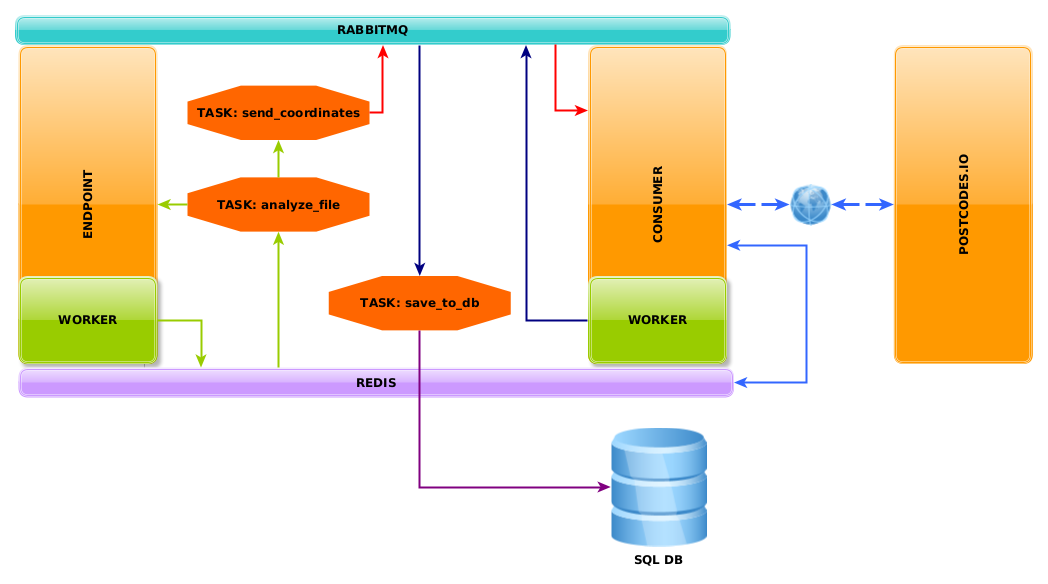 RABBITMQ
TASK: send_coordinates
ENDPOINT
TASK: analyze_file
CONSUMER
POSTCODES.IO
TASK: save_to_db
WORKER
WORKER
REDIS
SQL DB